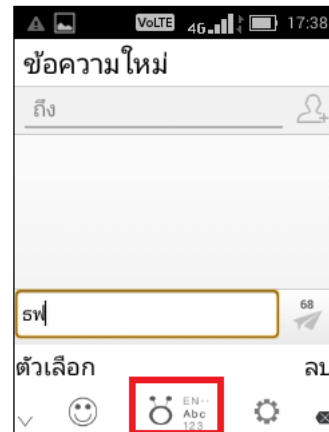 VoLTE 4G 17:38
ข้อความใหม่
ถึง
ธฟ 68
ตัวเลือก ลบ
EN··
Abc
123